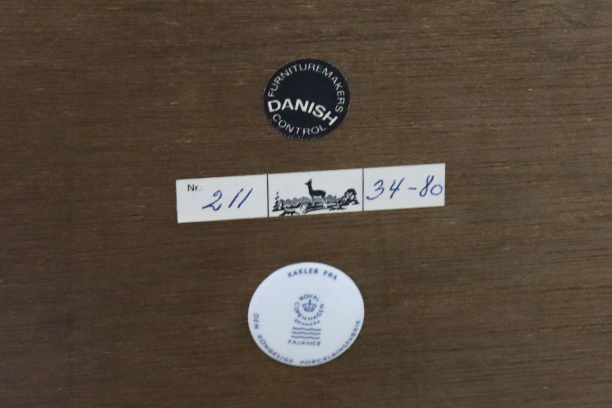 FURNITUREMAKERS
DANISH
CONTROL
Nr.: 211
34-80
KAKLER FRA
ROYAL
COPENHAGEN
DENMARK
FAJANCE
DEN KONGELIGE PORCELAINSFABRIK